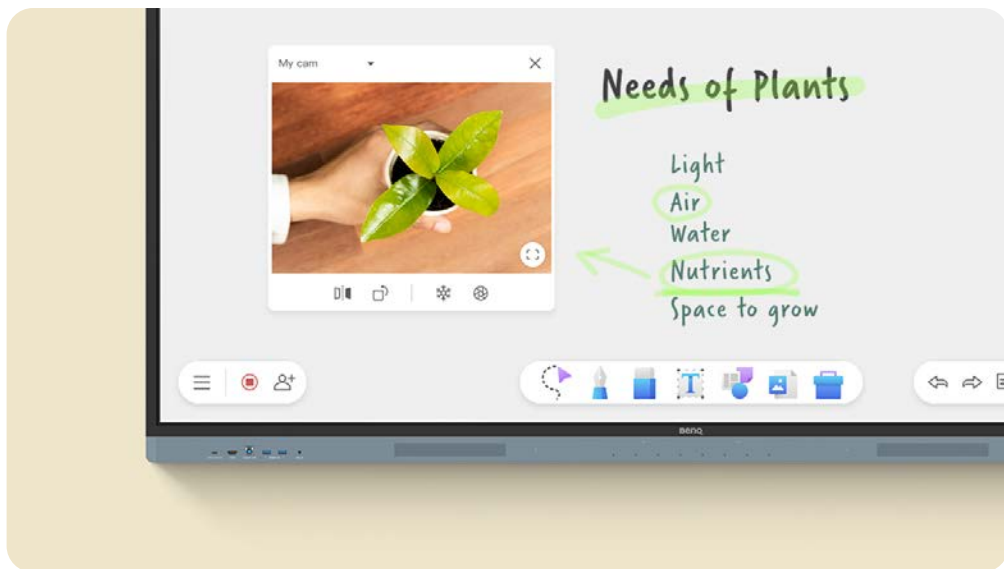 My cam
Needs of Plants
Light
Air
Water
Nutrients
Space to grow
T
BenQ